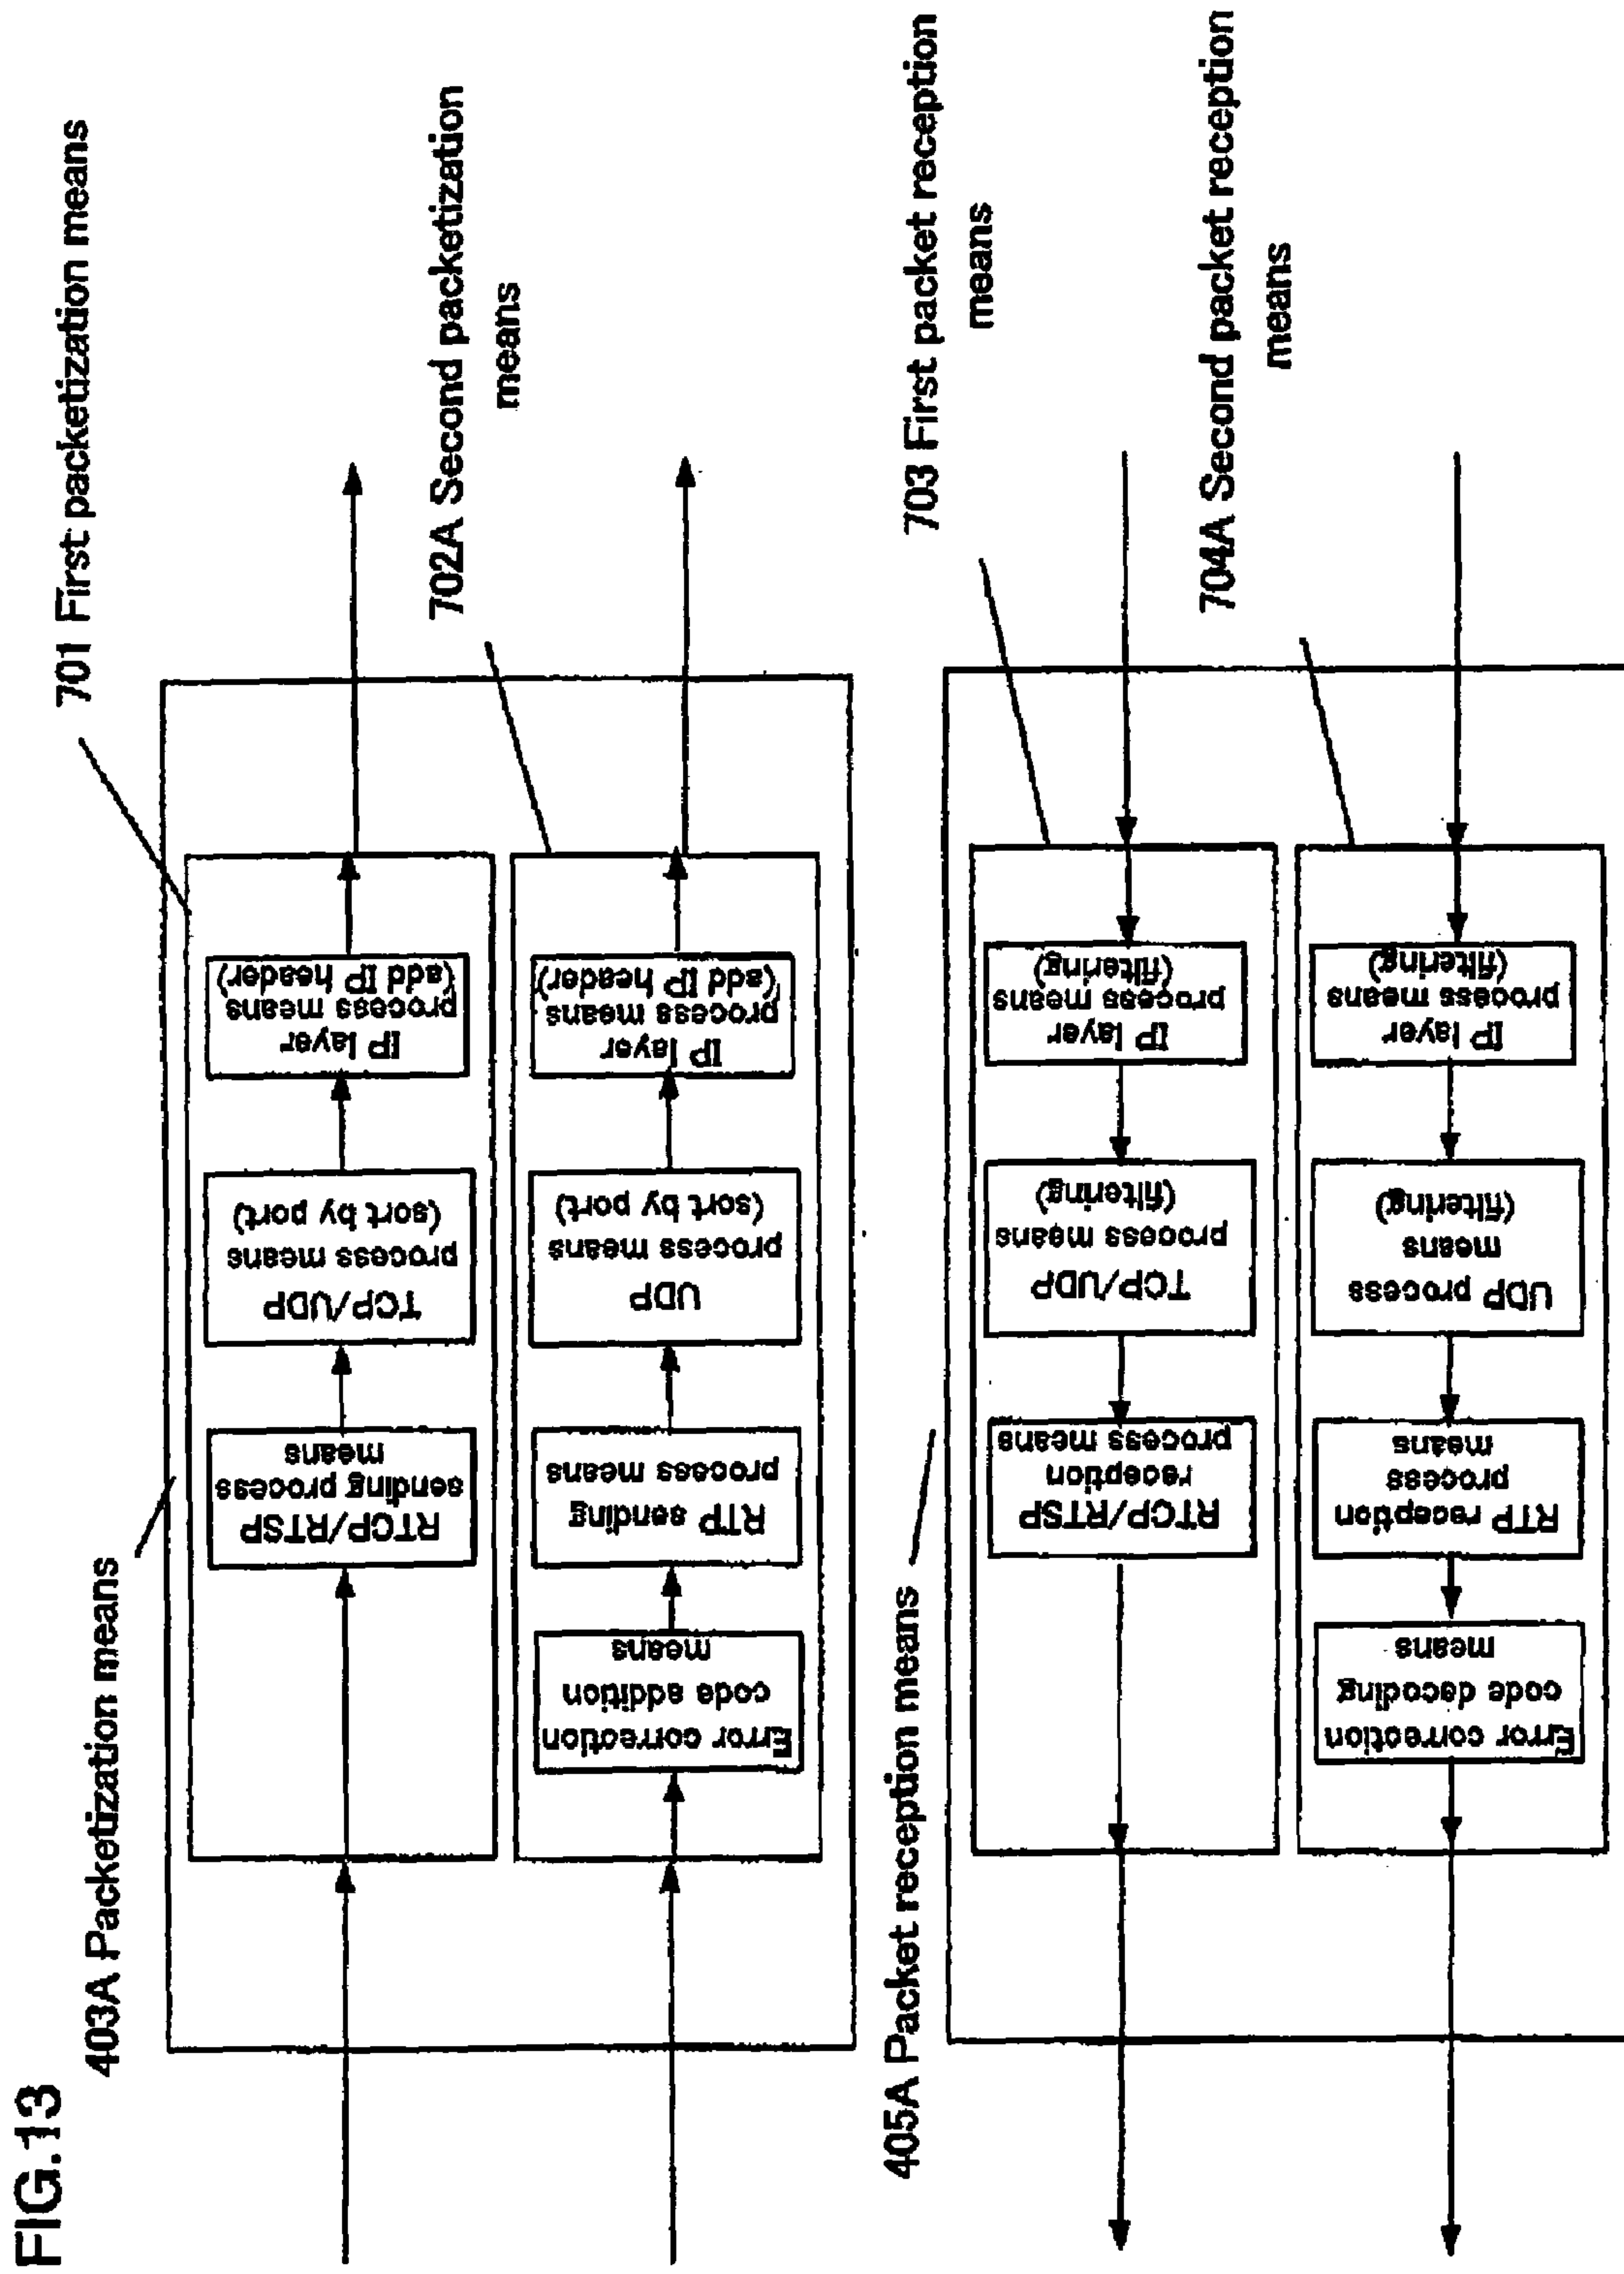 FIG.13
403A Packetization means
701 First packetization means
RTCP/RTSP
sending process
means
TCP/UDP
process means
(sort by port)
IP layer
process means
(add IP header)
702A Second packetization
means
Error correction
code addition
means
RTP sending
process means
UDP
process means
(sort by port)
IP layer
process means
(add IP header)
405A Packet reception means
703 First packet reception
means
RTCP/RTSP
reception
process means
TCP/UDP
process means
(filtering)
IP layer
process means
(filtering)
704A Second packet reception
means
Error correction
code decoding
means
RTP reception
process
means
UDP process
means
(filtering)
IP layer
process means
(filtering)